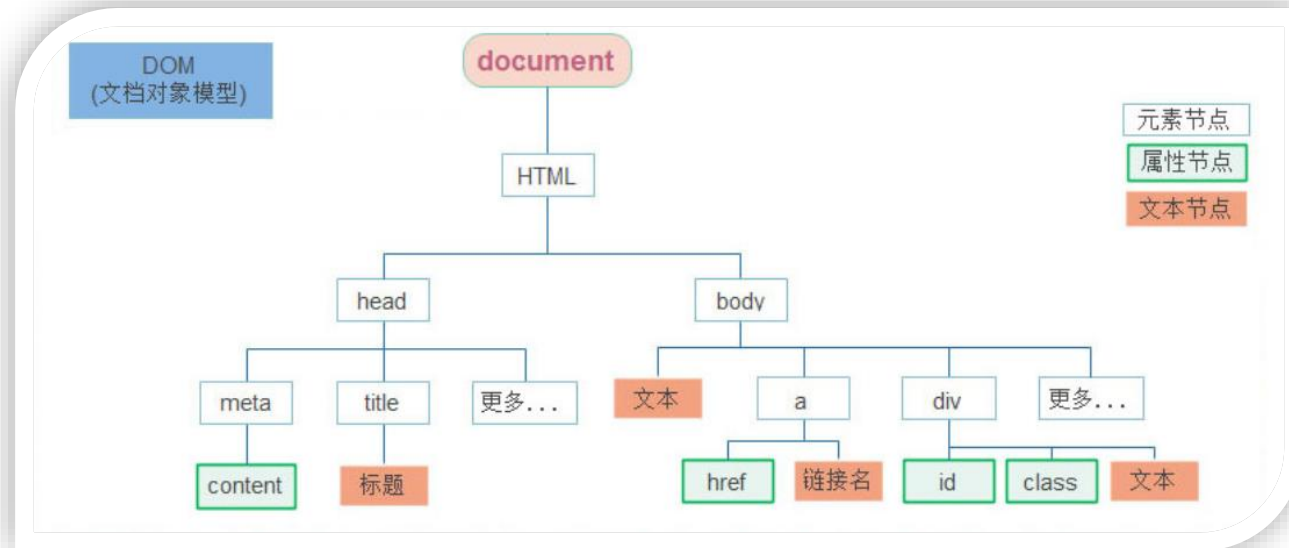 DOM
(文档对象模型)
document
元素节点
属性节点
文本节点
HTML
head
body
meta
title
更多...
文本
a
div
更多...
content
标题
href
链接名
id
class
文本